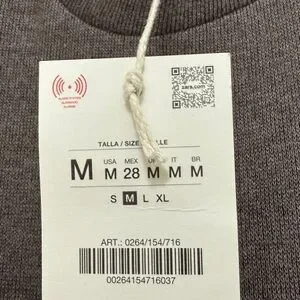 zara.com
TALLA / SIZE
M
USA MEX IT BR
M 28 M M M
S M L XL
ART.: 0264/154/716
00264154716037